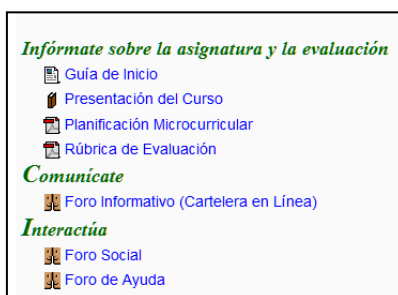 Infórmate sobre la asignatura y la evaluación
Guía de Inicio
Presentación del Curso
Planificación Microcurricular
Rúbrica de Evaluación
Comunícate
Foro Informativo (Cartelera en Línea)
Interactúa
Foro Social
Foro de Ayuda